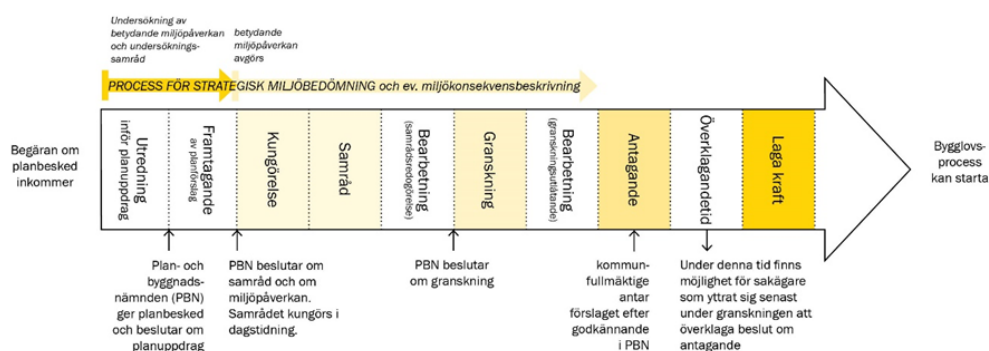 Undersökning av
betydande miljöpåverkan
och undersöknings-
samråd
betydande
miljöpåverkan
avgörs
PROCESS FÖR STRATEGISK MILJÖBEDÖMNING och ev. miljökonsekvensbeskrivning
Begäran om
planbesked
inkommer
Utredning
inför planuppdrag
Framtagande
av planförslag
Kungörelse
Samråd
Bearbetning
(samrådsredogörelse)
Granskning
Bearbetning
(granskningsutlåtande)
Antagande
Överklagandetid
Laga kraft
Bygglovs-
process
kan starta
Plan- och
byggnads-
nämnden (PBN)
ger planbesked
och beslutar om
planuppdrag
PBN beslutar om
samråd och om
miljöpåverkan.
Samrådet kungörs i
dagstidning.
PBN beslutar
om granskning
kommun-
fullmäktige
antar
förslaget efter
godkännande
i PBN
Under denna tid finns
möjlighet för sakägare
som yttrat sig senast
under granskningen att
överklaga beslut om
antagande